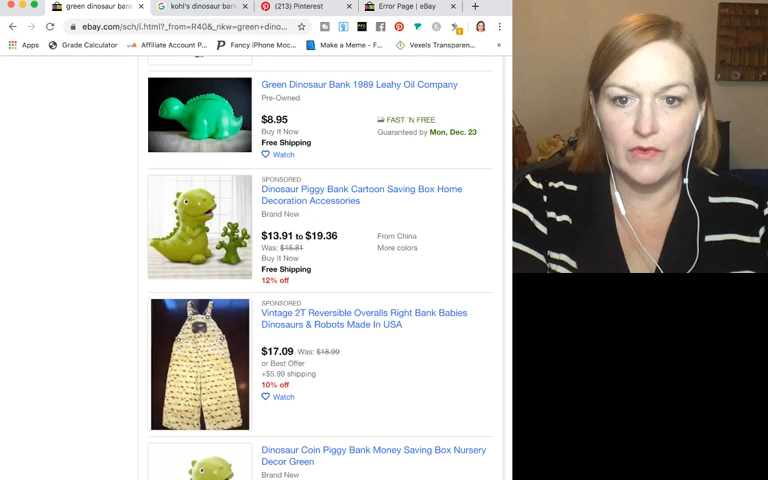 green dinosaur bank
kohl's dinosaur bank
(213) Pinterest
Error Page | eBay
ebay.com/sch/i.html?_from=R40&_nkw=green+dino...
Apps
Grade Calculator
Affiliate Account P...
Fancy iPhone Moc...
Make a Meme - F...
Vexels Transparen...
Green Dinosaur Bank 1989 Leahy Oil Company
Pre-Owned
$8.95
FAST 'N FREE
Buy It Now
Guaranteed by Mon, Dec. 23
Free Shipping
Watch
SPONSORED
Dinosaur Piggy Bank Cartoon Saving Box Home
Decoration Accessories
Brand New
$13.91 to $19.36
From China
Was: $15.81
More colors
Buy It Now
Free Shipping
12% off
SPONSORED
Vintage 2T Reversible Overalls Right Bank Babies
Dinosaurs & Robots Made In USA
$17.09 Was: $18.99
or Best Offer
+$5.99 shipping
10% off
Watch
Dinosaur Coin Piggy Bank Money Saving Box Nursery
Decor Green
Brand New